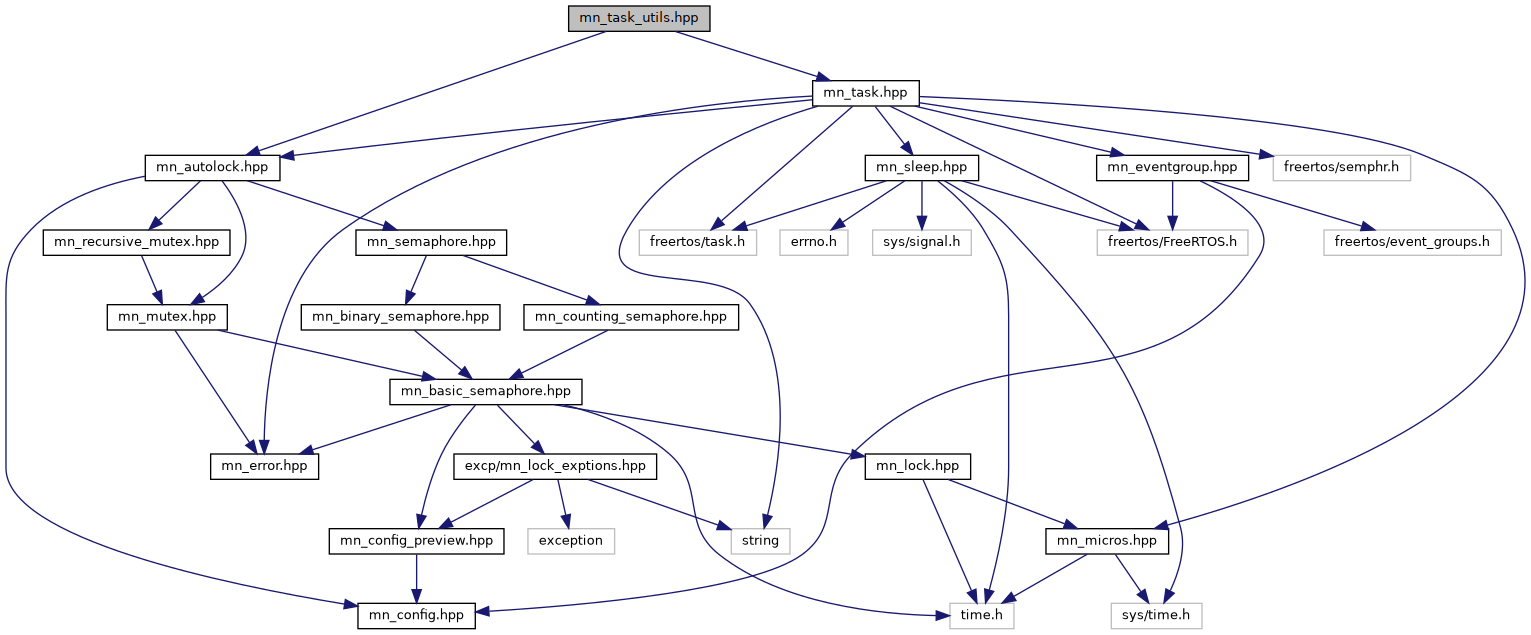 mn_task_utils.hpp
mn_task.hpp
mn_autolock.hpp
mn_sleep.hpp
mn_eventgroup.hpp
freertos/semphr.h
mn_recursive_mutex.hpp
mn_semaphore.hpp
freertos/task.h
errno.h
sys/signal.h
freertos/FreeRTOS.h
freertos/event_groups.h
mn_mutex.hpp
mn_binary_semaphore.hpp
mn_counting_semaphore.hpp
mn_basic_semaphore.hpp
mn_error.hpp
excp/mn_lock_exptions.hpp
mn_lock.hpp
mn_config_preview.hpp
exception
string
mn_micros.hpp
mn_config.hpp
time.h
sys/time.h